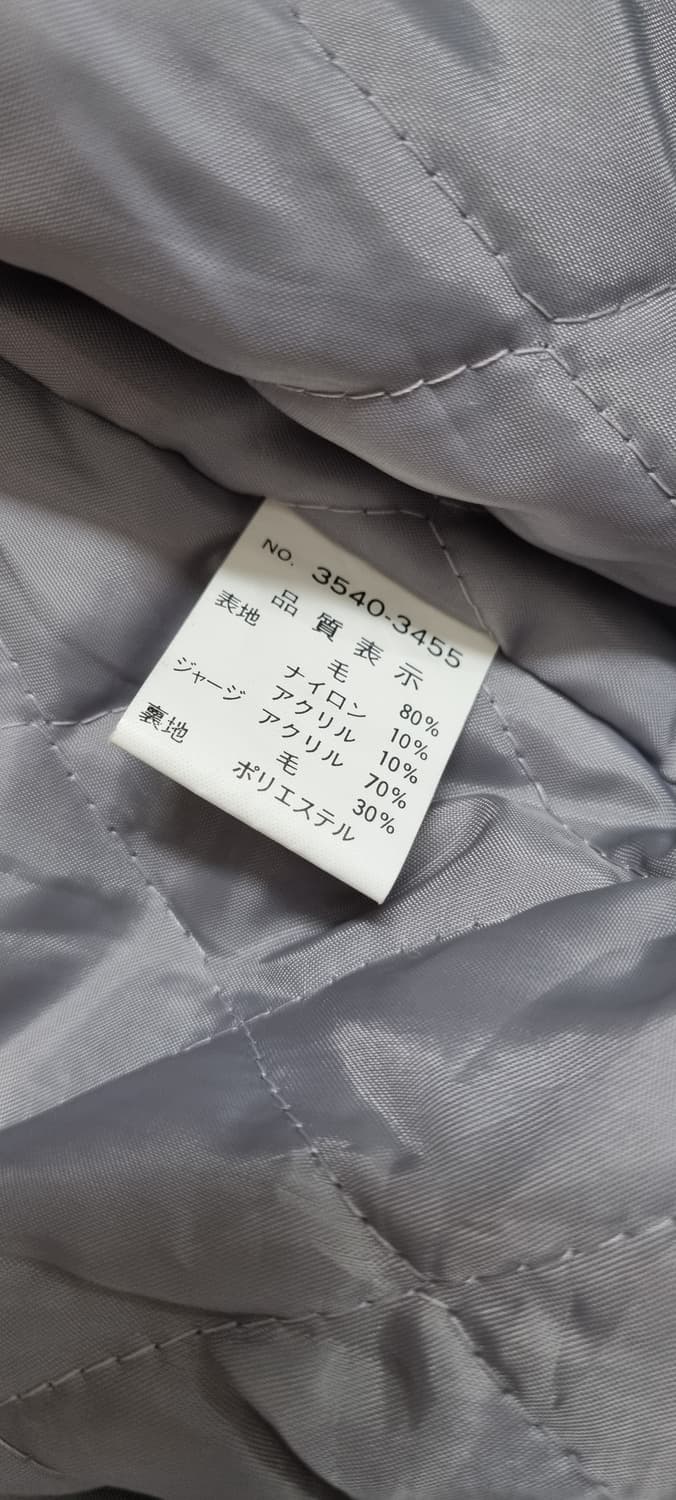 NO. 3540-3455
品質表示
表地 毛 80%
ナイロン 10%
アクリル 10%
ジャージ アクリル 70%
毛 30%
裏地 ポリエステル